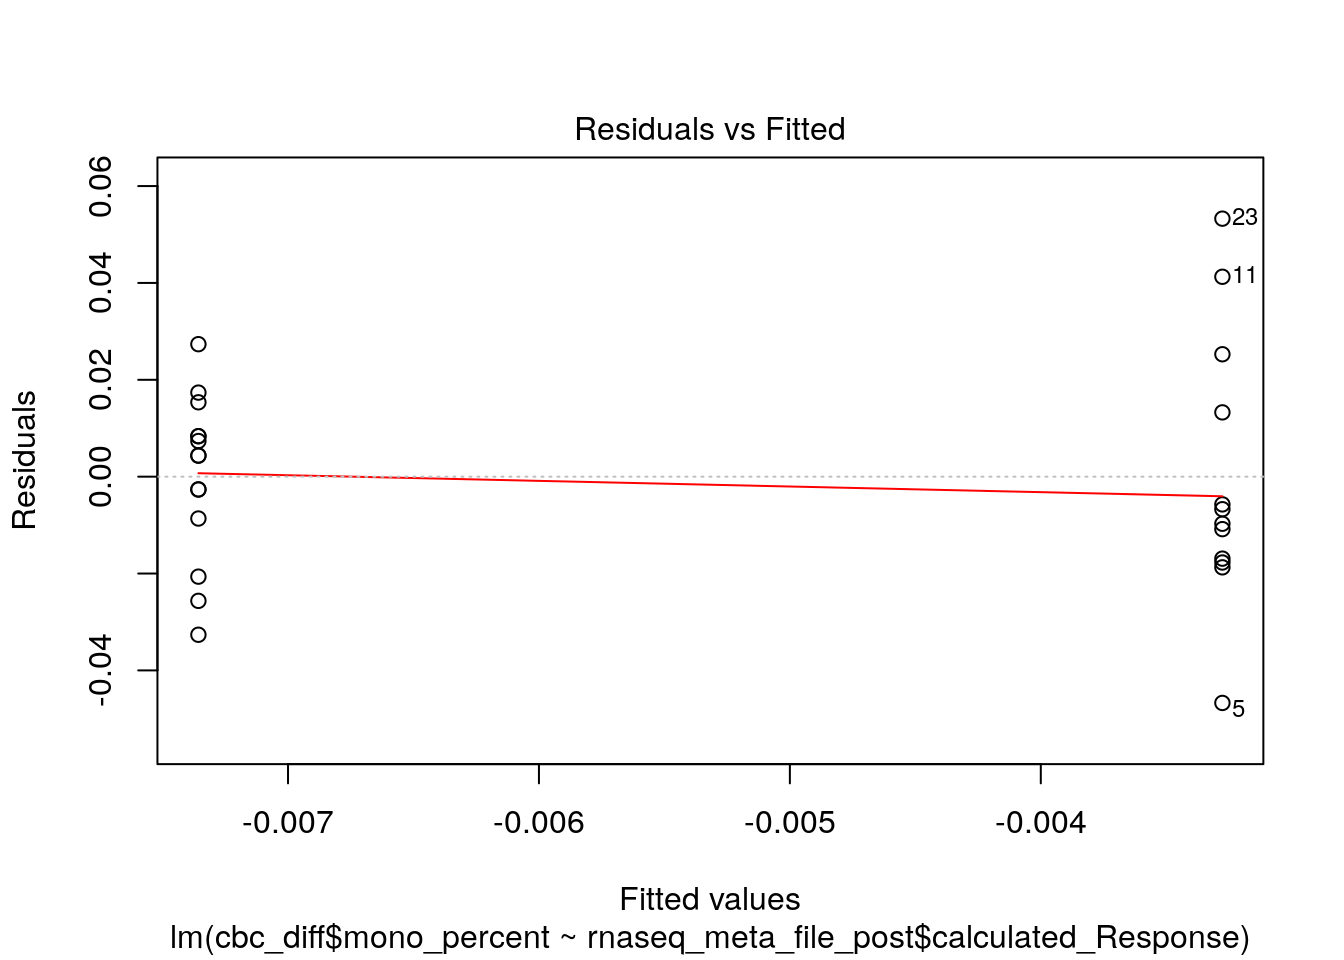 Residuals vs Fitted
Residuals
0.06
0.04
0.02
0.00
-0.04
23
11
5
-0.007 -0.006 -0.005 -0.004
Fitted values
lm(cbc_diff$mono_percent ~ rnaseq_meta_file_post$calculated_Response)